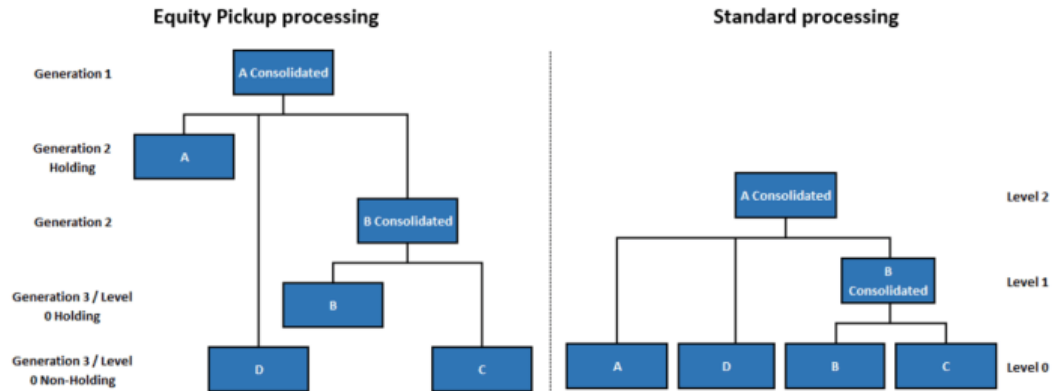 Equity Pickup processing
Standard processing
Generation 1
A Consolidated
Generation 2
Holding
A
Generation 2
B Consolidated
Generation 3 / Level
0 Holding
B
Generation 3 / Level
0 Non-Holding
D
C
A Consolidated
Level 2
B
Consolidated
Level 1
A
D
B
C
Level 0